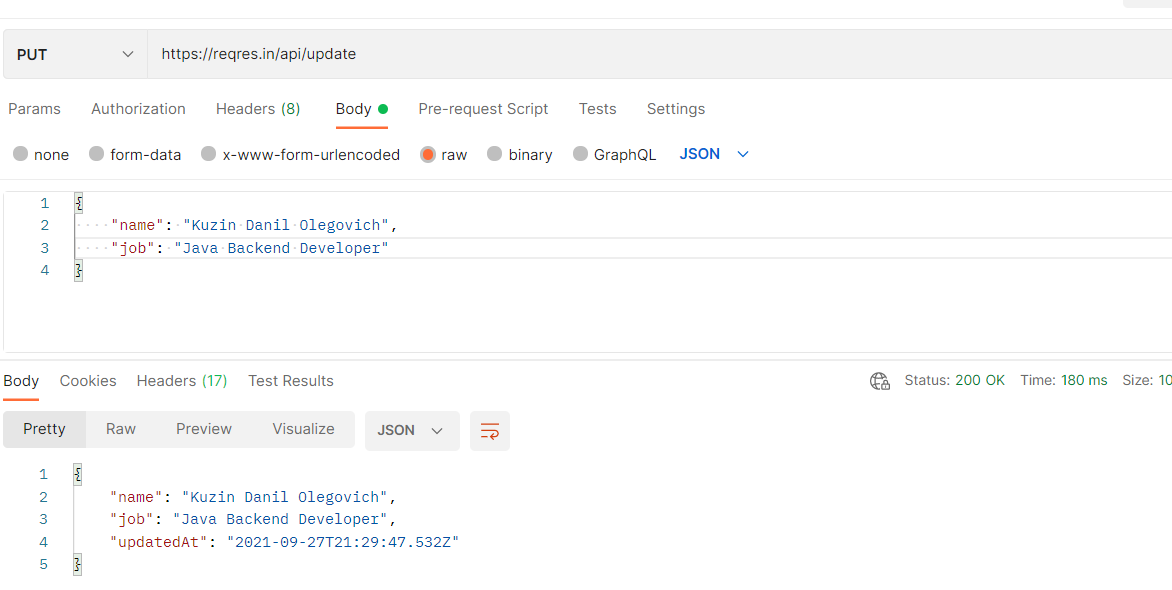 PUT https://reqres.in/api/update
Params Authorization Headers (8) Body Pre-request Script Tests Settings
none form-data x-www-form-urlencoded raw binary GraphQL JSON
1 {
2 "name": "Kuzin Danil Olegovich",
3 "job": "Java Backend Developer"
4 }
Body Cookies Headers (17) Test Results Status: 200 OK Time: 180 ms Size:
Pretty Raw Preview Visualize JSON
1 {
2 "name": "Kuzin Danil Olegovich",
3 "job": "Java Backend Developer",
4 "updatedAt": "2021-09-27T21:29:47.532Z"
5 }